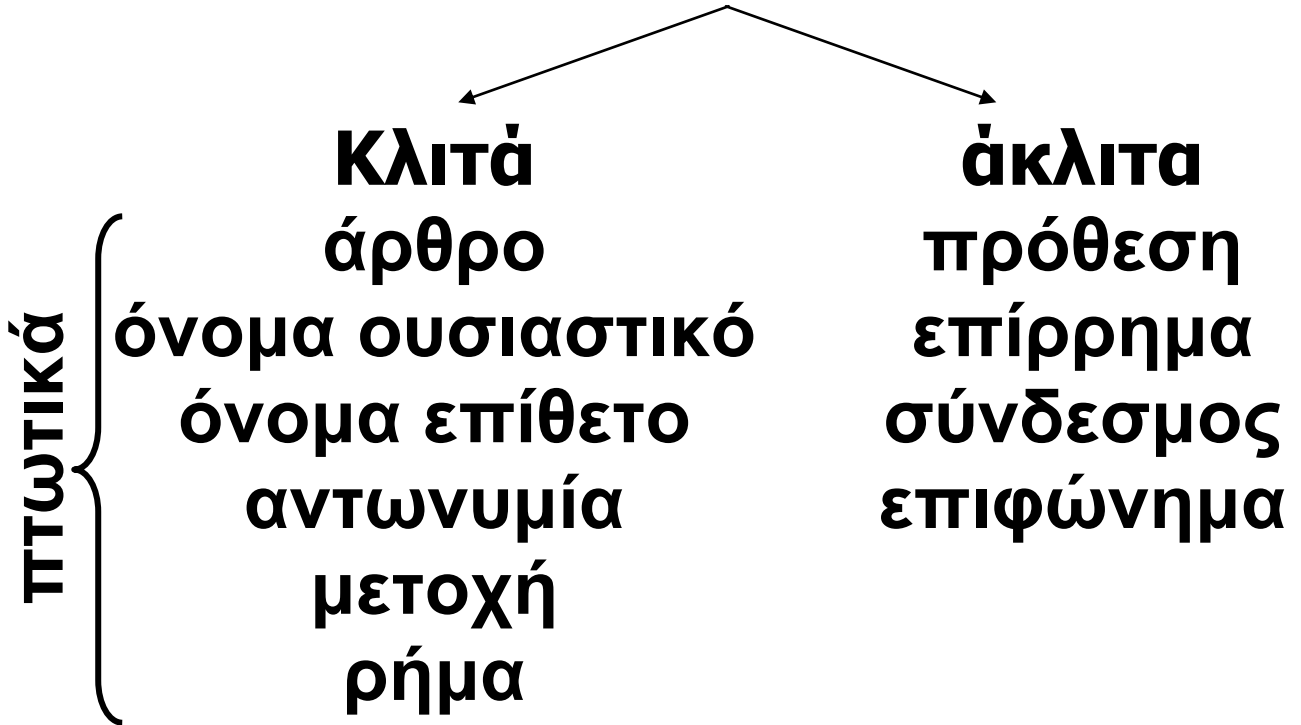 Κλιτά
άρθρο
όνομα ουσιαστικό
όνομα επίθετο
αντωνυμία
μετοχή
ρήμα
πτωτικά
άκλιτα
πρόθεση
επίρρημα
σύνδεσμος
επιφώνημα